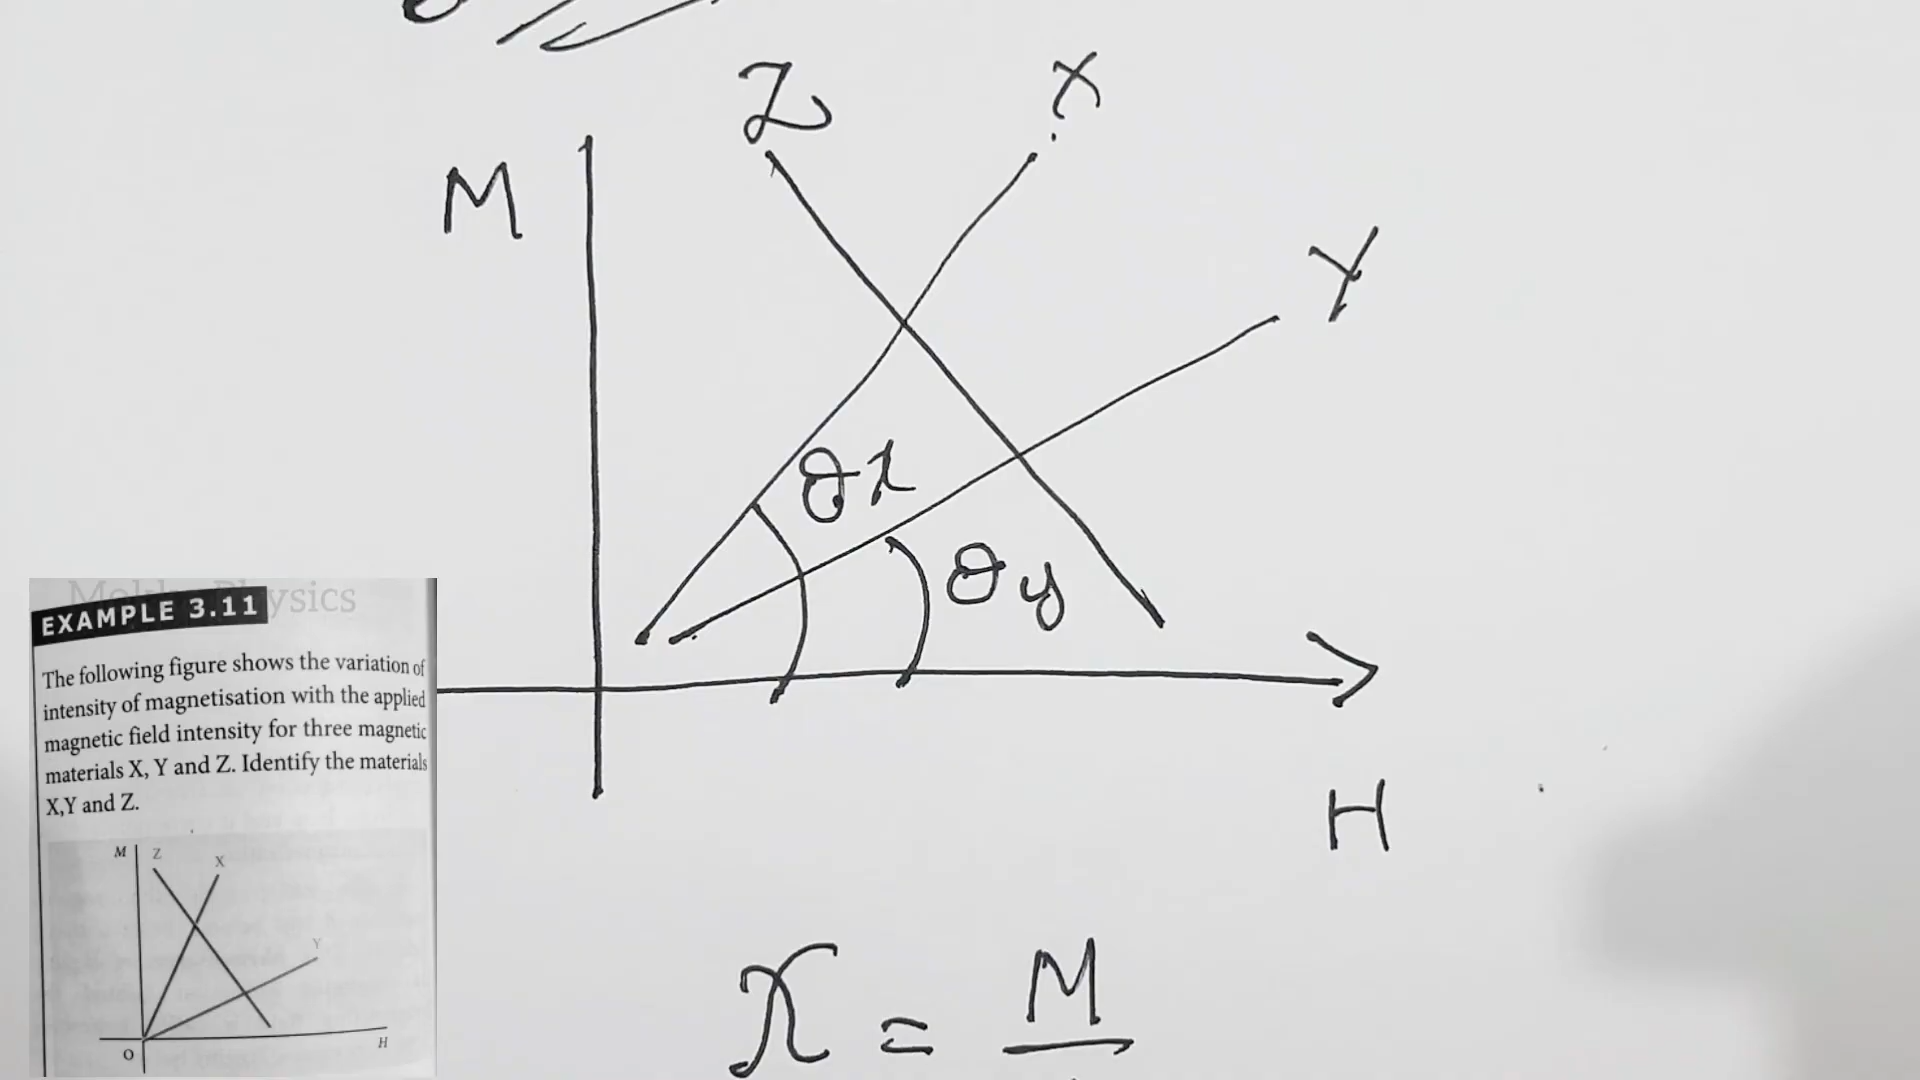 Z
X
M
Y
θx
θy
H
χ = M
EXAMPLE 3.11
The following figure shows the variation of
intensity of magnetisation with the applied
magnetic field intensity for three magnetic
materials X, Y and Z. Identify the materials
X,Y and Z.
M
Z
X
Y
O
H